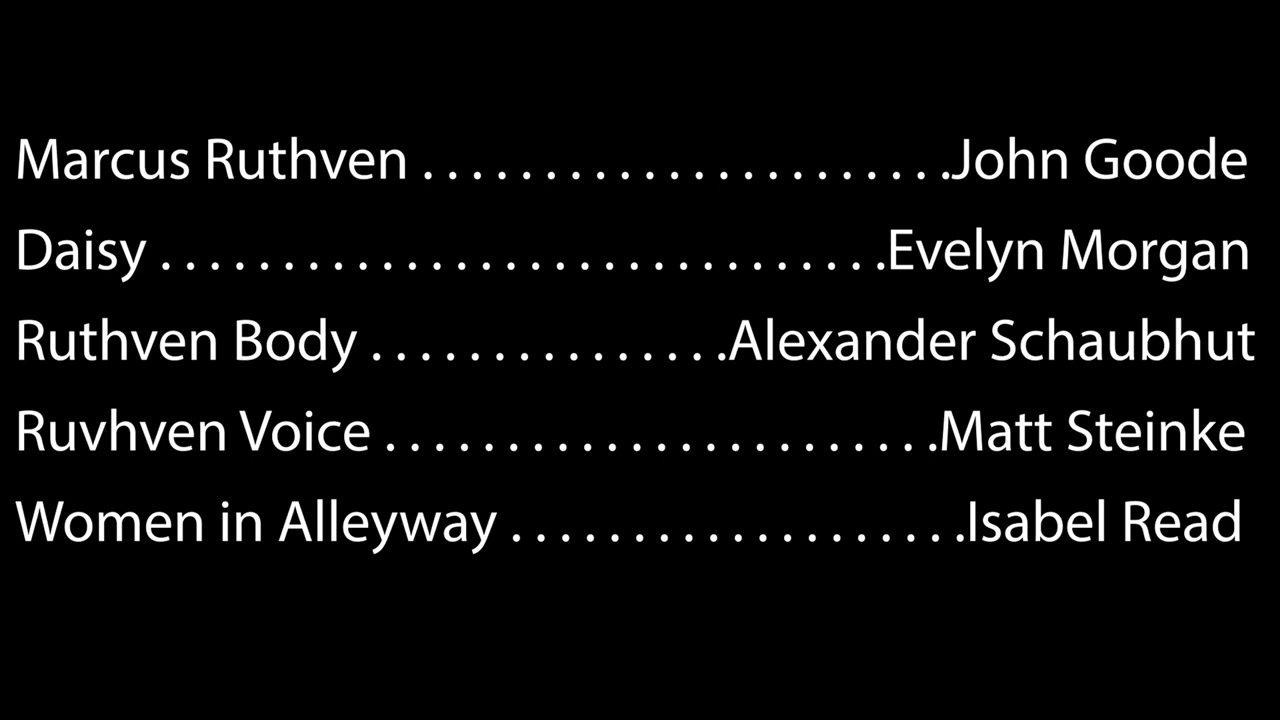 Marcus Ruthven . . . . . . . . . . . . . . . . . . . . . .John Goode
Daisy . . . . . . . . . . . . . . . . . . . . . . . . . . . . . .Evelyn Morgan
Ruthven Body . . . . . . . . . . . . . . .Alexander Schaubhut
Ruvhven Voice . . . . . . . . . . . . . . . . . . . . . . .Matt Steinke
Women in Alleyway . . . . . . . . . . . . . . . . . . .Isabel Read